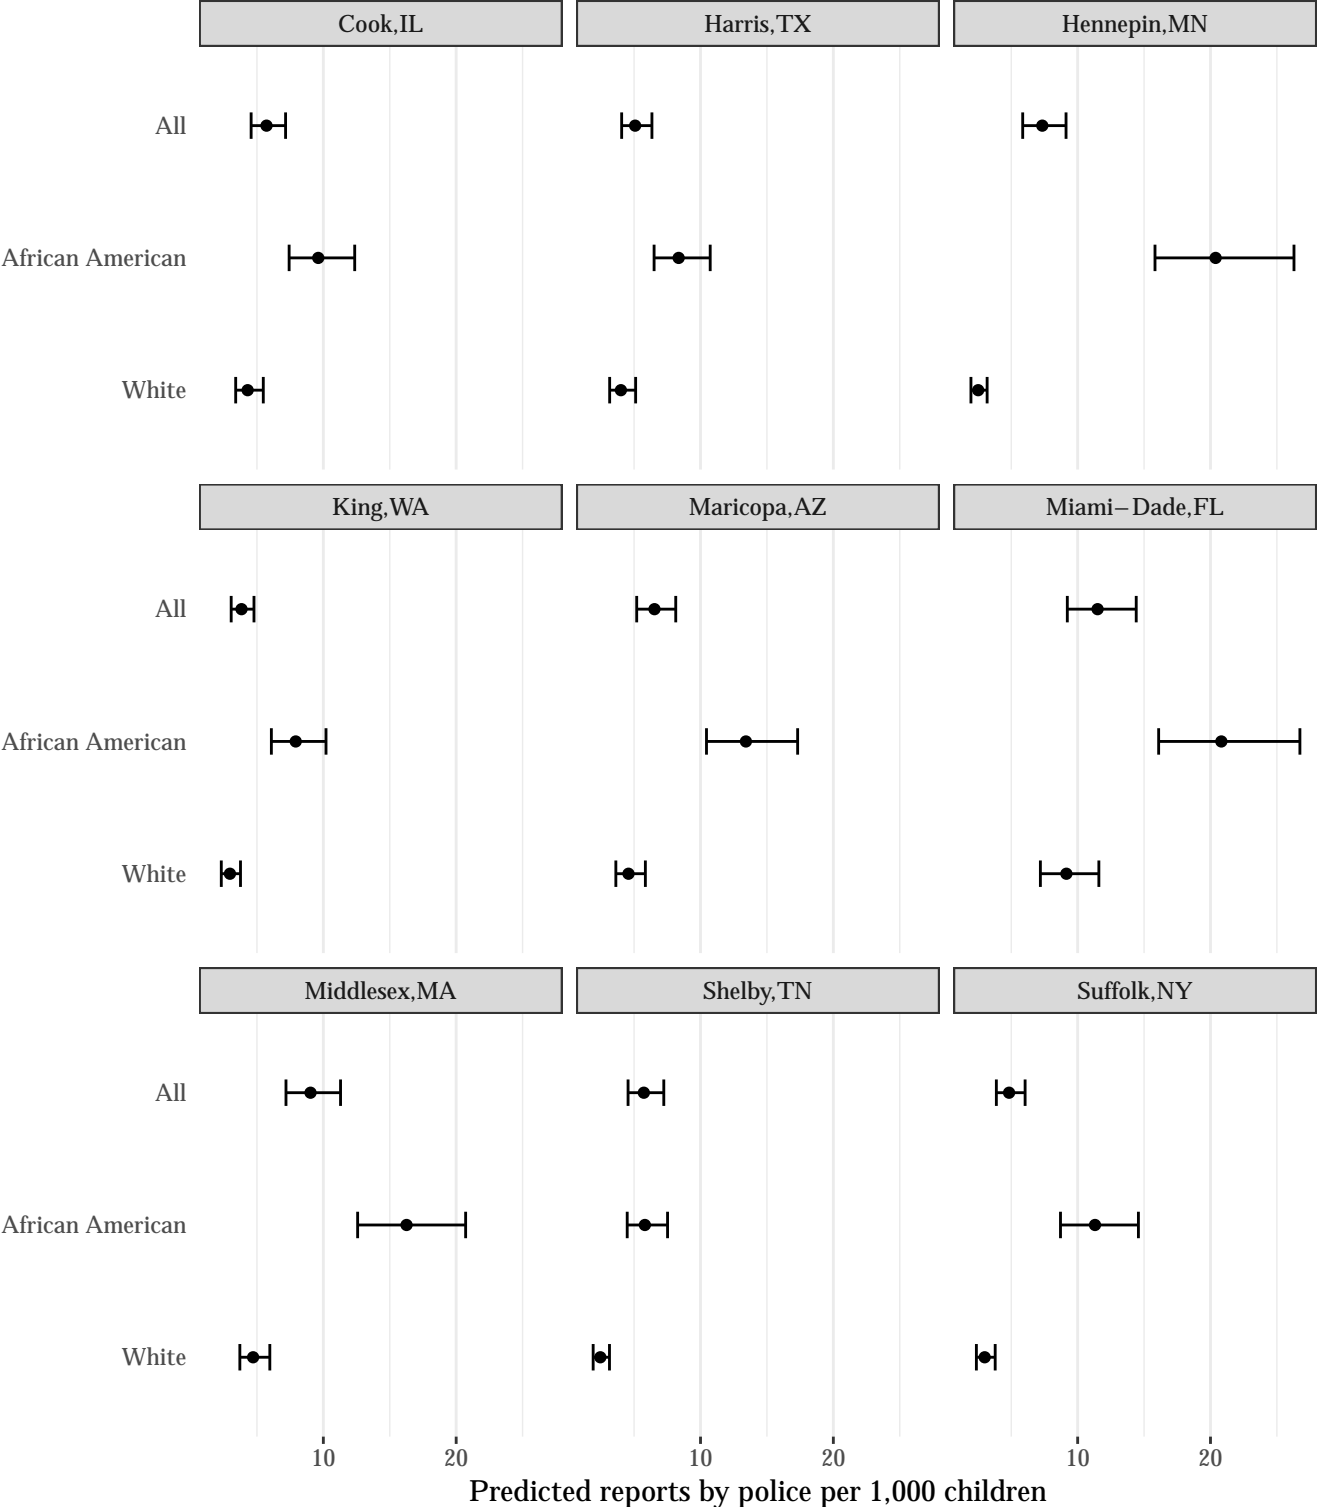 Cook,IL Harris,TX Hennepin,MN
All
African American
White
King,WA Maricopa,AZ Miami–Dade,FL
All
African American
White
Middlesex,MA Shelby,TN Suffolk,NY
All
African American
White
10 20 10 20 10 20
Predicted reports by police per 1,000 children